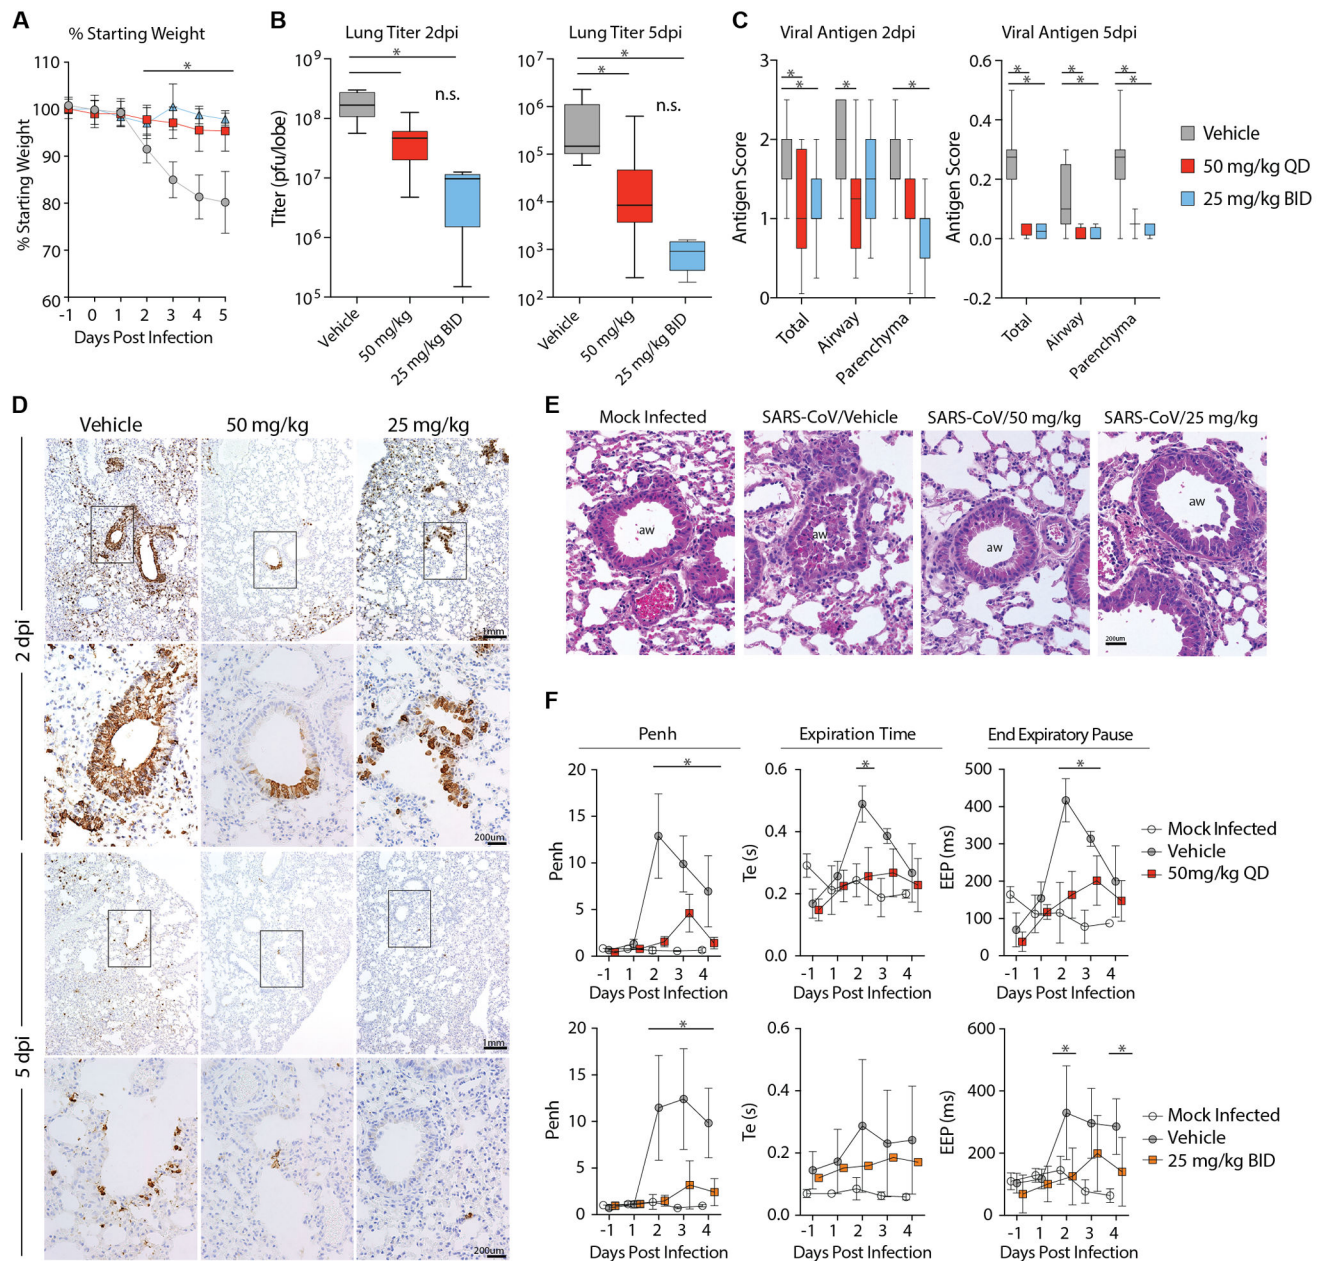 A
% Starting Weight
% Starting Weight
110
100
90
80
70
60
*
-1 0 1 2 3 4 5
Days Post Infection
B
Lung Titer 2dpi
Titer (pfu/lobe)
10⁹
10⁸
10⁷
10⁶
10⁵
*
n.s.
Vehicle
50 mg/kg
25 mg/kg BID
Lung Titer 5dpi
10⁷
10⁶
10⁵
10⁴
10³
10²
*
*
n.s.
Vehicle
50 mg/kg
25 mg/kg BID
C
Viral Antigen 2dpi
Antigen Score
3
2
1
0
* * * *
Total
Airway
Parenchyma
Viral Antigen 5dpi
Antigen Score
0.6
0.4
0.2
0.0
-0.2
* * * * * *
Total
Airway
Parenchyma
Vehicle
50 mg/kg QD
25 mg/kg BID
D
Vehicle 50 mg/kg 25 mg/kg
2 dpi
1mm
200um
5 dpi
1mm
200um
E
Mock Infected SARS-CoV/Vehicle SARS-CoV/50 mg/kg SARS-CoV/25 mg/kg
aw aw aw aw
200um
F
Penh
Penh
20
15
10
5
0
*
-1 1 2 3 4
Days Post Infection
Expiration Time
Te (s)
0.6
0.4
0.2
0.0
*
-1 1 2 3 4
Days Post Infection
End Expiratory Pause
EEP (ms)
500
400
300
200
100
0
*
-1 1 2 3 4
Days Post Infection
Mock Infected
Vehicle
50mg/kg QD
Penh
20
15
10
5
0
*
-1 1 2 3 4
Days Post Infection
Te (s)
0.6
0.4
0.2
0.0
-1 1 2 3 4
Days Post Infection
EEP (ms)
600
400
200
0
* *
-1 1 2 3 4
Days Post Infection
Mock Infected
Vehicle
25 mg/kg BID